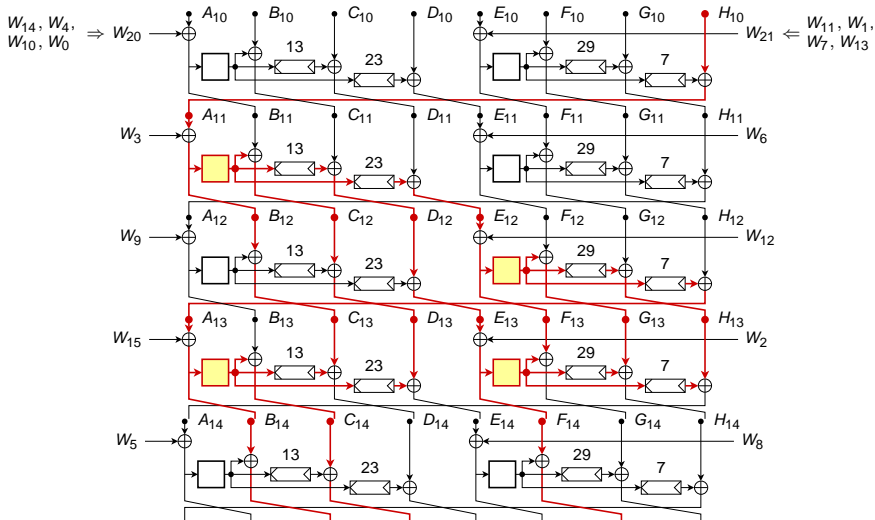 A10 B10 C10 D10 E10 F10 G10 H10
W14, W4, W10, W0 ⇒ W20
W21 ⇐ W11, W1, W7, W13
13 23 29 7
A11 B11 C11 D11 E11 F11 G11 H11
W3 W6
13 23 29 7
A12 B12 C12 D12 E12 F12 G12 H12
W9 W12
13 23 29 7
A13 B13 C13 D13 E13 F13 G13 H13
W15 W2
13 23 29 7
A14 B14 C14 D14 E14 F14 G14 H14
W5 W8
13 23 29 7